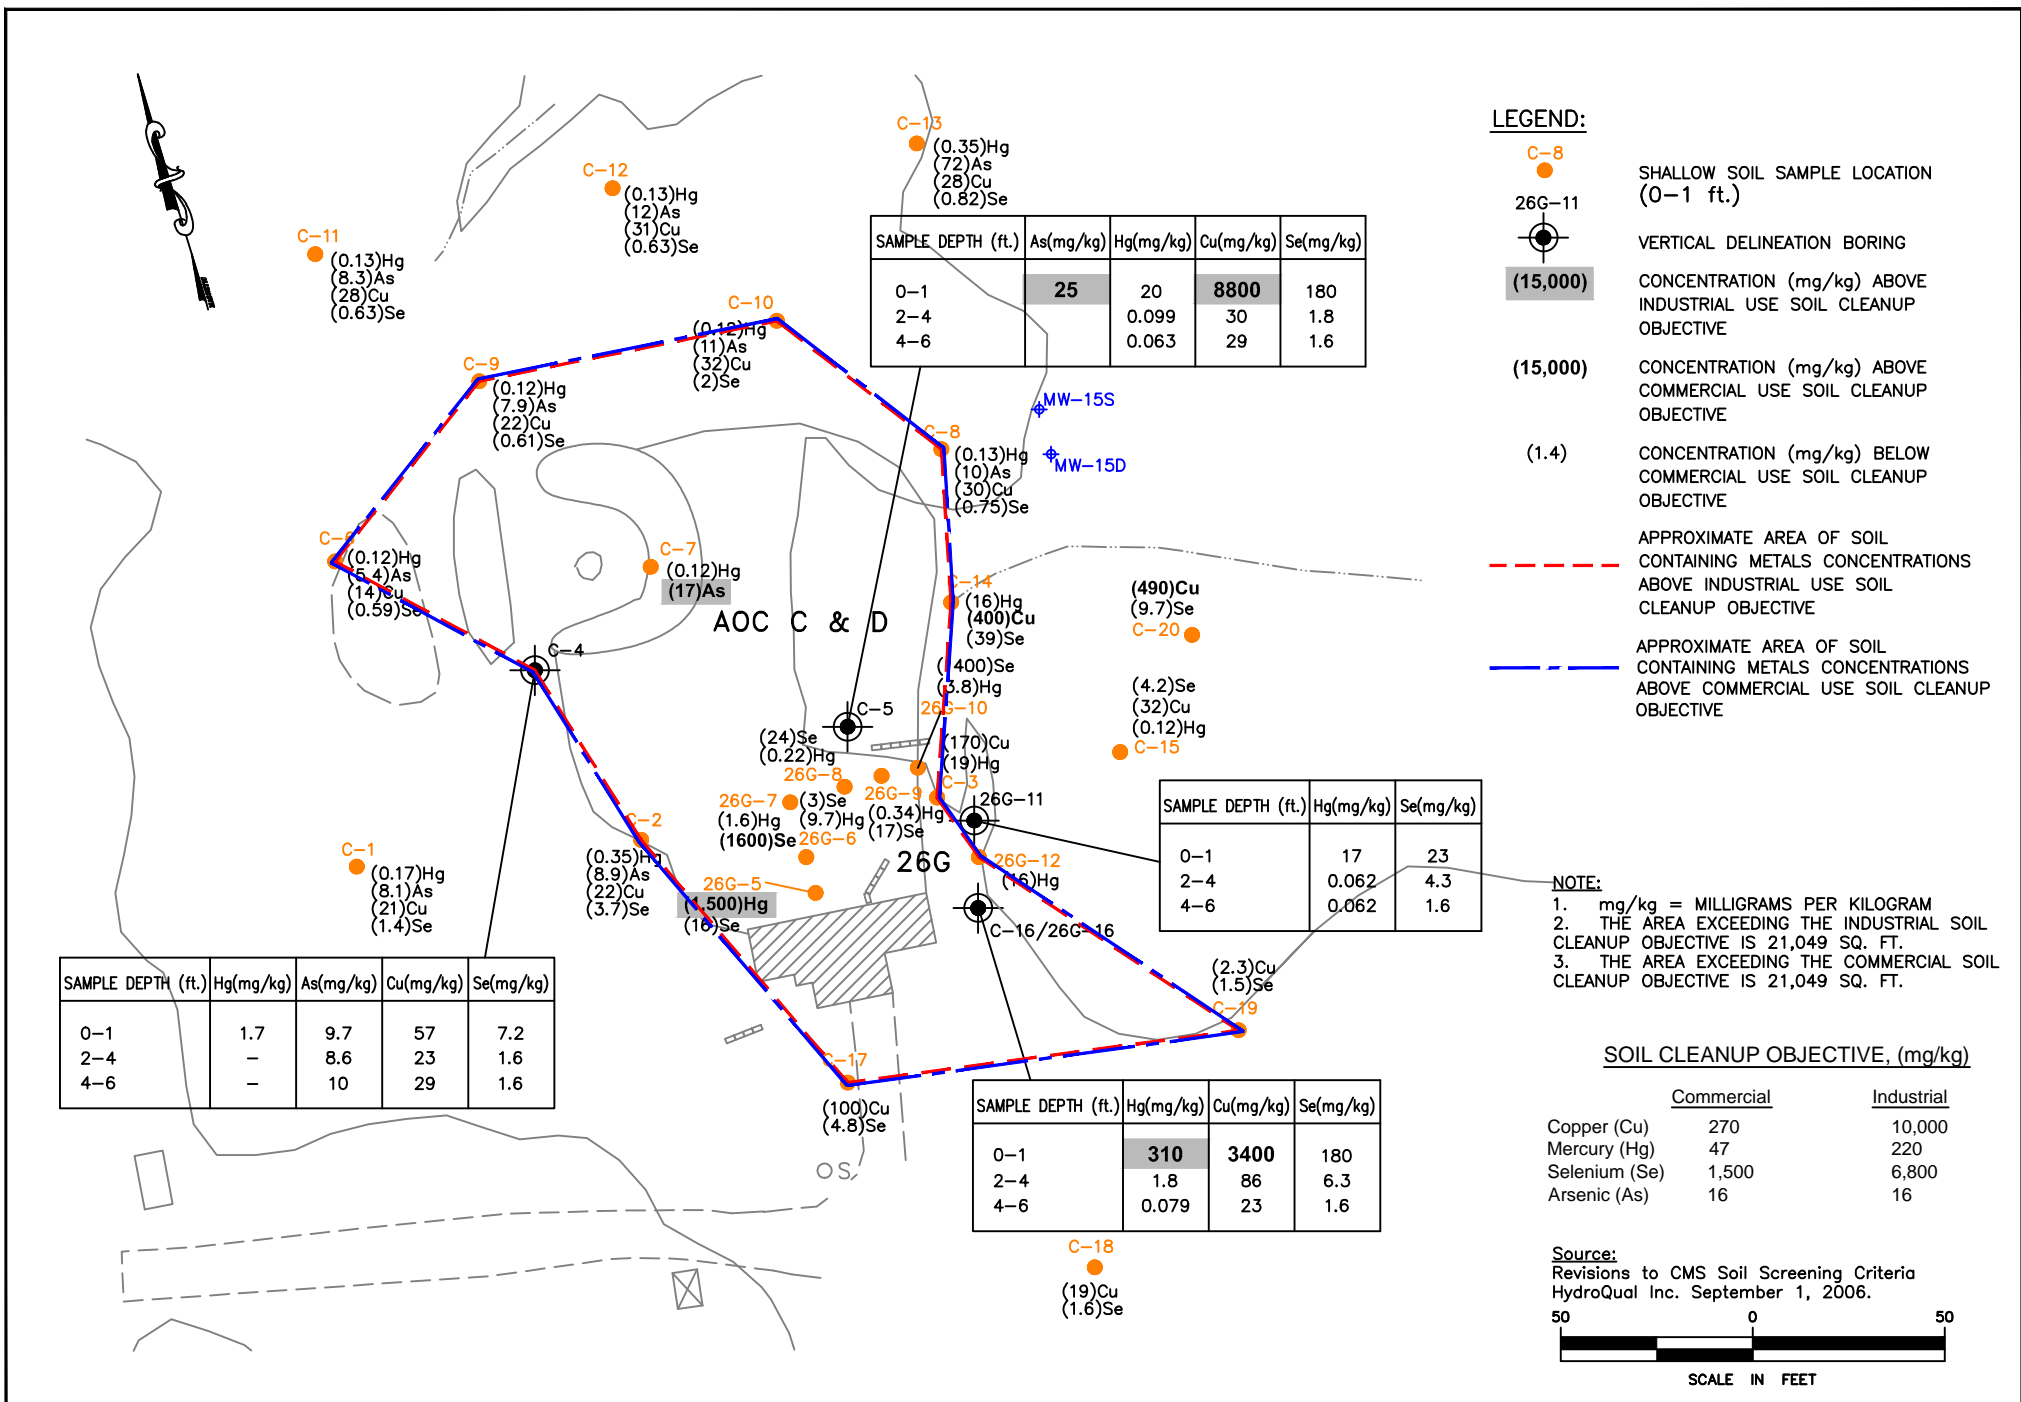 C-13
(0.35)Hg
(72)As
(28)Cu
(0.82)Se
C-12
(0.13)Hg
(12)As
(31)Cu
(0.63)Se
C-11
(0.13)Hg
(8.3)As
(28)Cu
(0.63)Se
SAMPLE DEPTH (ft.) As(mg/kg) Hg(mg/kg) Cu(mg/kg) Se(mg/kg)
0-1 25 20 8800 180
2-4 0.099 30 1.8
4-6 0.063 29 1.6
C-10
(0.12)Hg
(11)As
(32)Cu
(2)Se
C-9
(0.12)Hg
(7.9)As
(22)Cu
(0.61)Se
MW-15S
MW-15D
C-8
(0.13)Hg
(10)As
(30)Cu
(0.75)Se
C-6
(0.12)Hg
(5.4)As
(14)Cu
(0.59)Se
C-7
(0.12)Hg
(17)As
AOC C & D
C-14
(16)Hg
(400)Cu
(39)Se
(490)Cu
(9.7)Se
C-20
C-4
(400)Se
(3.8)Hg
26G-10
(4.2)Se
(32)Cu
(0.12)Hg
C-15
C-5
(24)Se
(0.22)Hg
26G-8
(170)Cu
(19)Hg
C-3
26G-7
(3)Se
26G-9
(1.6)Hg
(9.7)Hg
(0.34)Hg
(1600)Se
26G-6
(17)Se
26G-11
C-2
(0.35)Hg
(8.9)As
(22)Cu
(3.7)Se
26G
26G-12
(16)Hg
26G-5
(1,500)Hg
(16)Se
C-16/26G-16
C-1
(0.17)Hg
(8.1)As
(21)Cu
(1.4)Se
SAMPLE DEPTH (ft.) Hg(mg/kg) Se(mg/kg)
0-1 17 23
2-4 0.062 4.3
4-6 0.062 1.6
(2.3)Cu
(1.5)Se
C-19
SAMPLE DEPTH (ft.) Hg(mg/kg) As(mg/kg) Cu(mg/kg) Se(mg/kg)
0-1 1.7 9.7 57 7.2
2-4 - 8.6 23 1.6
4-6 - 10 29 1.6
C-17
(100)Cu
(4.8)Se
OS
SAMPLE DEPTH (ft.) Hg(mg/kg) Cu(mg/kg) Se(mg/kg)
0-1 310 3400 180
2-4 1.8 86 6.3
4-6 0.079 23 1.6
C-18
(19)Cu
(1.6)Se
LEGEND:
C-8
SHALLOW SOIL SAMPLE LOCATION
(0-1 ft.)
26G-11
VERTICAL DELINEATION BORING
(15,000) CONCENTRATION (mg/kg) ABOVE
INDUSTRIAL USE SOIL CLEANUP
OBJECTIVE
(15,000) CONCENTRATION (mg/kg) ABOVE
COMMERCIAL USE SOIL CLEANUP
OBJECTIVE
(1.4) CONCENTRATION (mg/kg) BELOW
COMMERCIAL USE SOIL CLEANUP
OBJECTIVE
APPROXIMATE AREA OF SOIL
CONTAINING METALS CONCENTRATIONS
ABOVE INDUSTRIAL USE SOIL
CLEANUP OBJECTIVE
APPROXIMATE AREA OF SOIL
CONTAINING METALS CONCENTRATIONS
ABOVE COMMERCIAL USE SOIL CLEANUP
OBJECTIVE
NOTE:
1. mg/kg = MILLIGRAMS PER KILOGRAM
2. THE AREA EXCEEDING THE INDUSTRIAL SOIL
CLEANUP OBJECTIVE IS 21,049 SQ. FT.
3. THE AREA EXCEEDING THE COMMERCIAL SOIL
CLEANUP OBJECTIVE IS 21,049 SQ. FT.
SOIL CLEANUP OBJECTIVE, (mg/kg)
Commercial Industrial
Copper (Cu) 270 10,000
Mercury (Hg) 47 220
Selenium (Se) 1,500 6,800
Arsenic (As) 16 16
Source:
Revisions to CMS Soil Screening Criteria
HydroQual Inc. September 1, 2006.
50 0 50
SCALE IN FEET